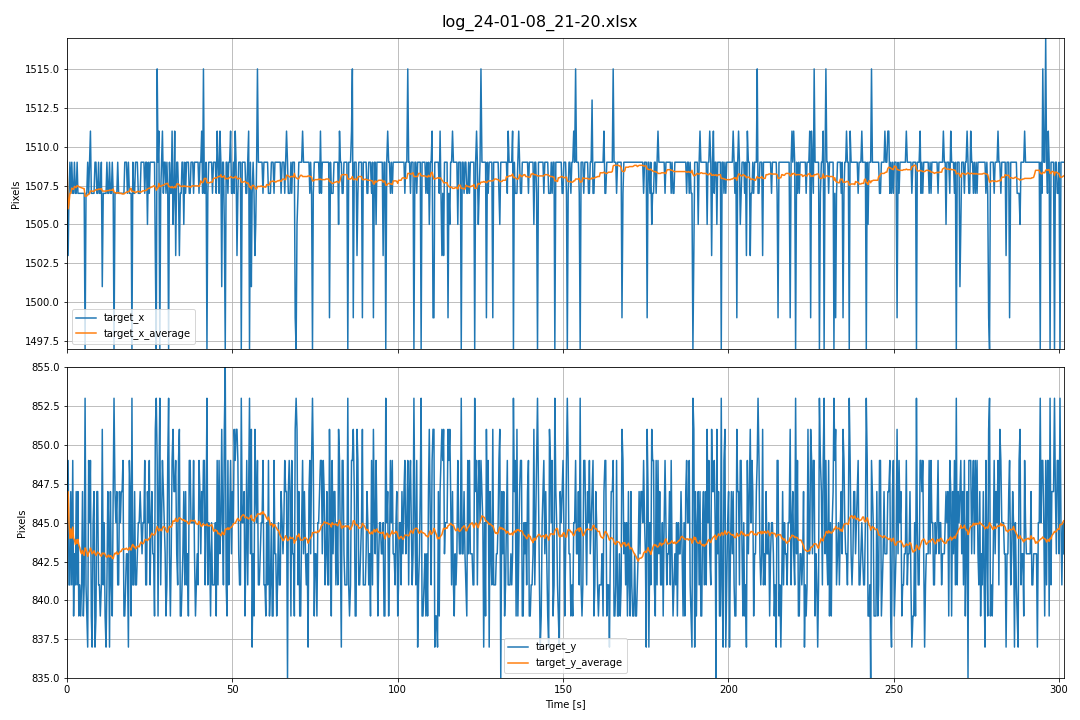 log_24-01-08_21-20.xlsx
1515.0
1512.5
1510.0
1507.5
1505.0
1502.5
1500.0
1497.5
Pixels
target_x
target_x_average
855.0
852.5
850.0
847.5
845.0
842.5
840.0
837.5
835.0
Pixels
target_y
target_y_average
0 50 100 150 200 250 300
Time [s]